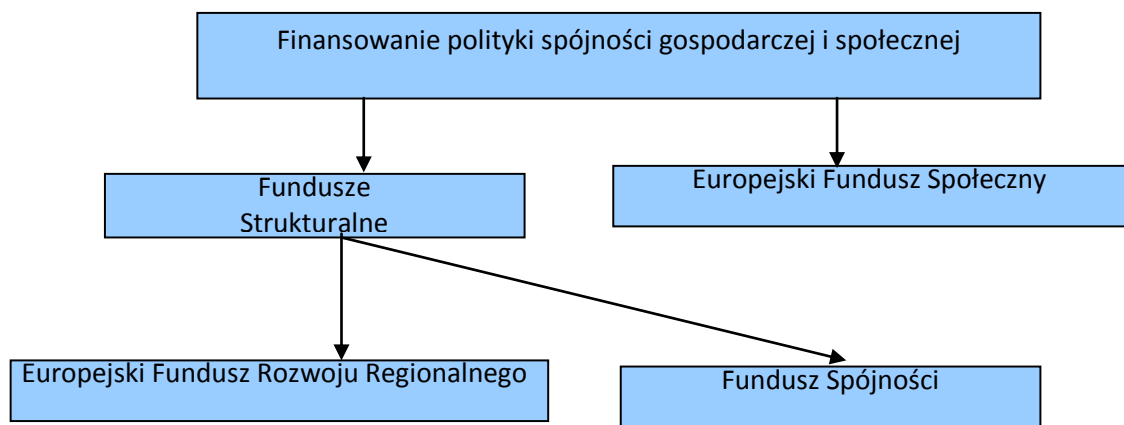 Finansowanie polityki spójności gospodarczej i społecznej
Fundusze
Strukturalne
Europejski Fundusz Społeczny
Europejski Fundusz Rozwoju Regionalnego
Fundusz Spójności